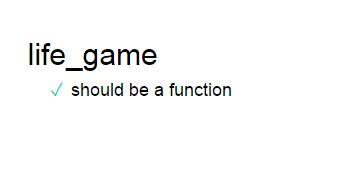 life_game
✓ should be a function